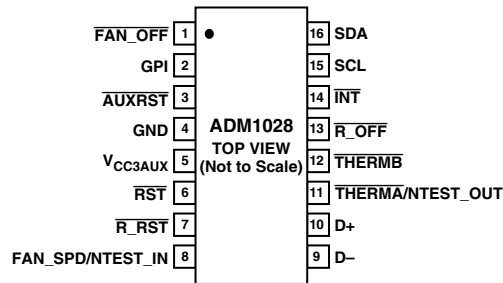 FAN_OFF 1
GPI 2
AUXRST 3
GND 4
VCC3AUX 5
RST 6
R_RST 7
FAN_SPD/NTEST_IN 8
ADM1028
TOP VIEW
(Not to Scale)
16 SDA
15 SCL
14 INT
13 R_OFF
12 THERMB
11 THERMA/NTEST_OUT
10 D+
9 D–